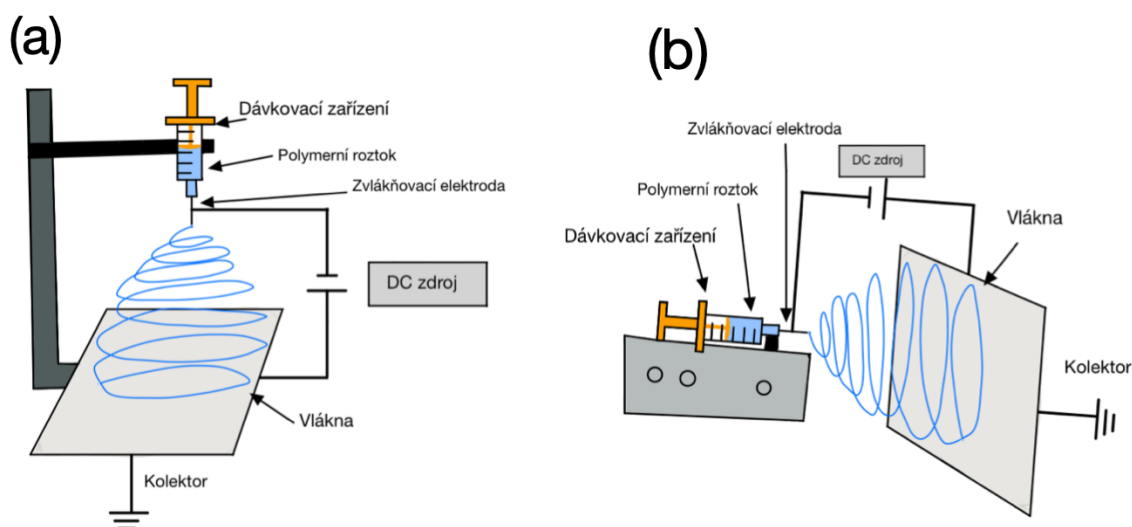 (a)
Dávkovací zařízení
Polymerní roztok
Zvlákňovací elektroda
DC zdroj
Vlákna
Kolektor
(b)
Zvlákňovací elektroda
DC zdroj
Polymerní roztok
Vlákna
Dávkovací zařízení
Kolektor